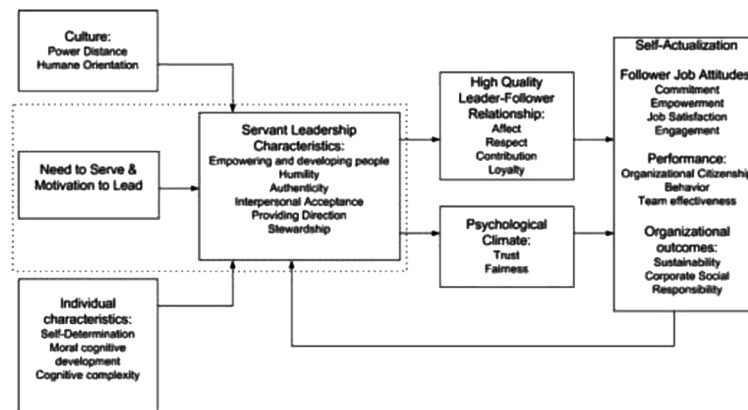 Culture:
Power Distance
Humane Orientation
Need to Serve &
Motivation to Lead
Individual
characteristics:
Self-Determination
Moral cognitive
development
Cognitive complexity
Servant Leadership
Characteristics:
Empowering and developing people
Humility
Authenticity
Interpersonal Acceptance
Providing Direction
Stewardship
High Quality
Leader-Follower
Relationship:
Affect
Respect
Contribution
Loyalty
Psychological
Climate:
Trust
Fairness
Self-Actualization
Follower Job Attitudes
Commitment
Empowerment
Job Satisfaction
Engagement
Performance:
Organizational Citizenship
Behavior
Team effectiveness
Organizational
outcomes:
Sustainability
Corporate Social
Responsibility